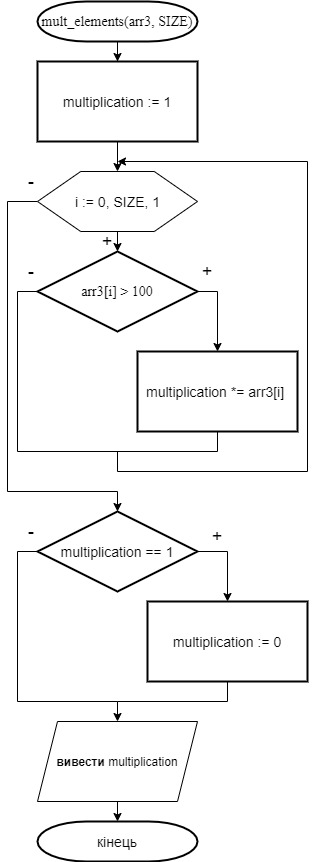 mult_elements(arr3, SIZE)
multiplication := 1
-
i := 0, SIZE, 1
+
-
+
arr3[i] > 100
multiplication *= arr3[i]
-
+
multiplication == 1
multiplication := 0
вивести multiplication
кінець